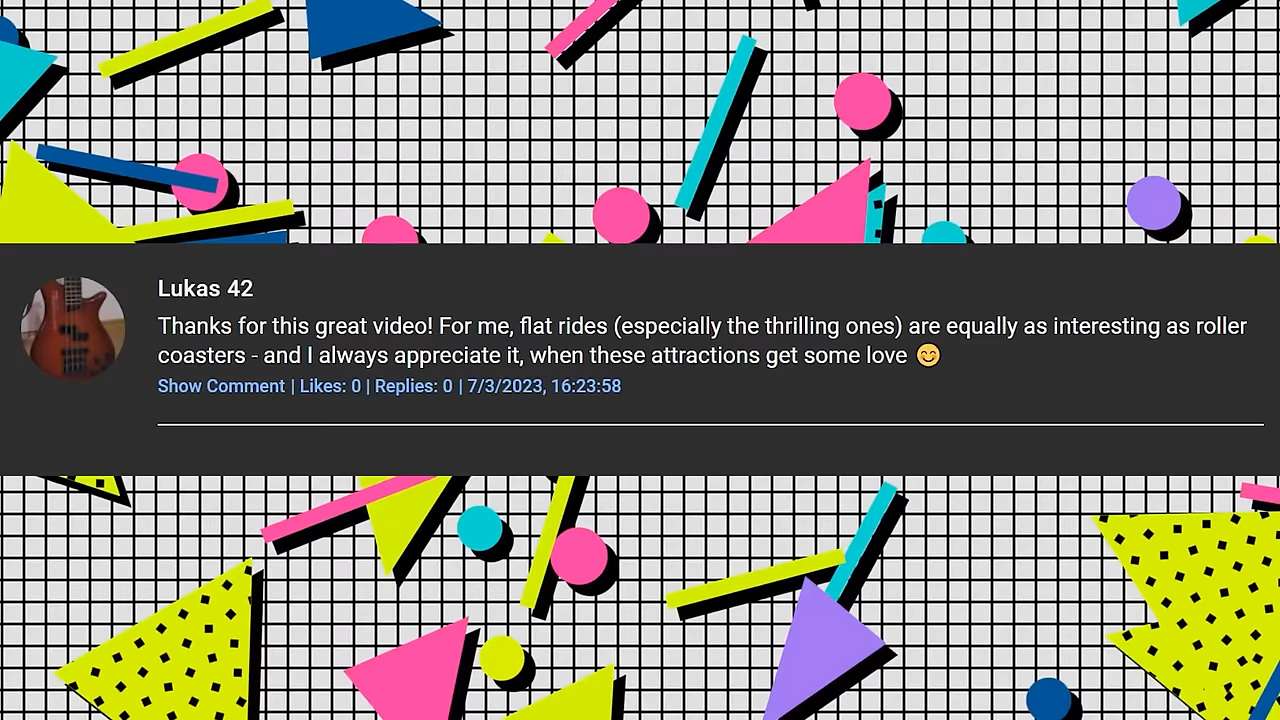 Lukas 42
Thanks for this great video! For me, flat rides (especially the thrilling ones) are equally as interesting as roller
coasters - and I always appreciate it, when these attractions get some love 😊
Show Comment | Likes: 0 | Replies: 0 | 7/3/2023, 16:23:58